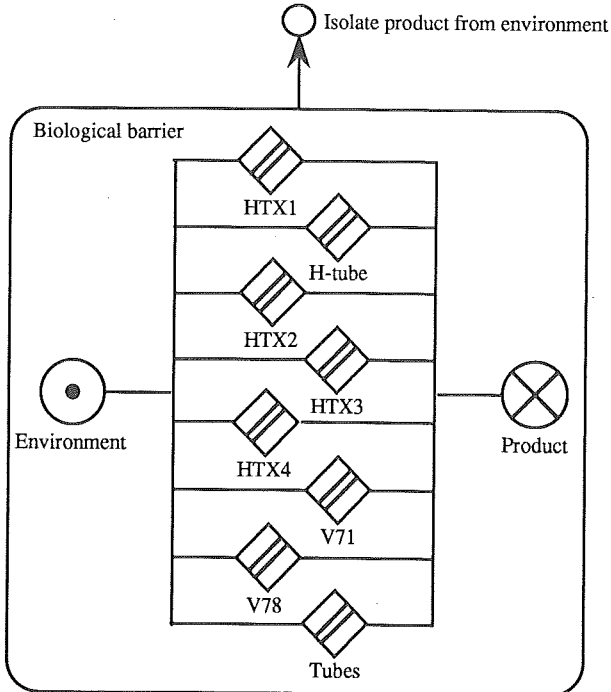 Isolate product from environment
Biological barrier
HTX1
H-tube
HTX2
HTX3
Environment
Product
HTX4
V71
V78
Tubes